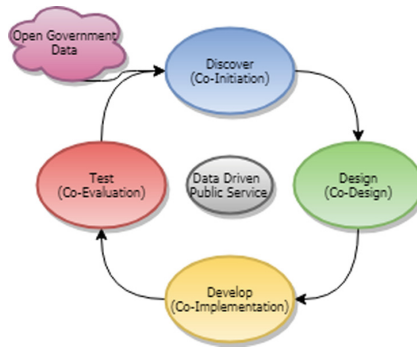 Open Government
Data
Discover
(Co-Initiation)
Test
(Co-Evaluation)
Data Driven
Public Service
Design
(Co-Design)
Develop
(Co-Implementation)